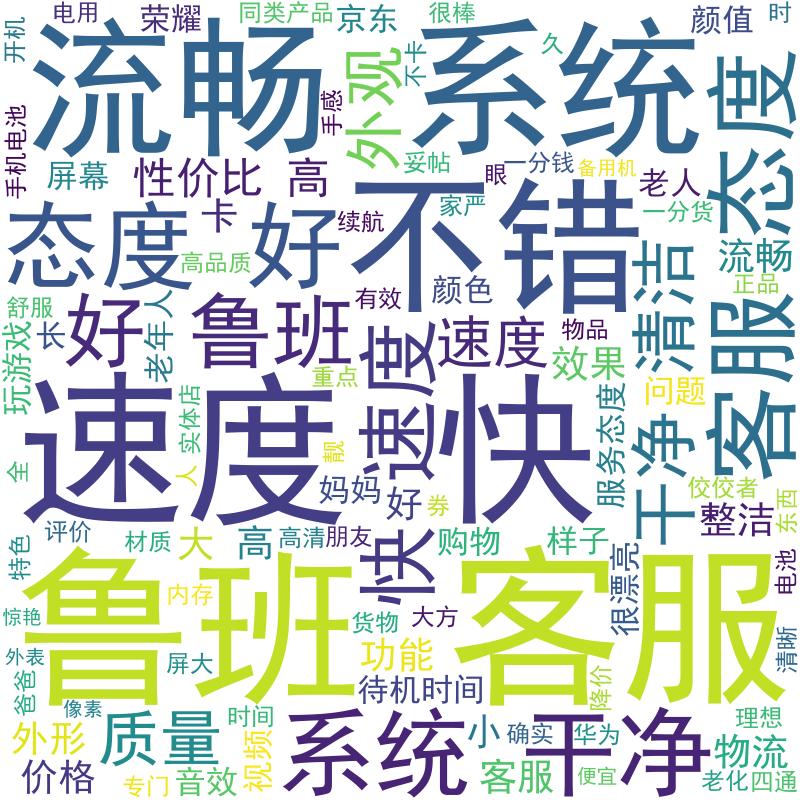 电用
荣耀
同类产品
京东
很棒
颜值
时
开机
流畅
手感
外观
不卡
系统
久
态度
手机电池
屏幕
性价比
高
妥帖
眼
一分钱
备用机
老人
态度
卡
好
续航
不错
家严
一分货
流畅
高品质
颜色
清洁
正品
舒服
长
好
老年人
鲁班
有效
速度
速度
物品
效果
客服
玩游戏
重点
问题
速度
快
实体店
服务态度
干净
全
人
靓
妈妈
好
券
佼佼者
整洁
东西
评价
特色
材质
大
高
高清
朋友
快
购物
样子
很漂亮
电池
鲁班
客服
惊艳
内存
货物
大方
清晰
外表
屏大
功能
爸爸
像素
待机时间
降价
外形
质量
时间
视频
系统
小
确实
华为
干净
理想
物流
价格
专门
音效
客服
便宜
老化
四通